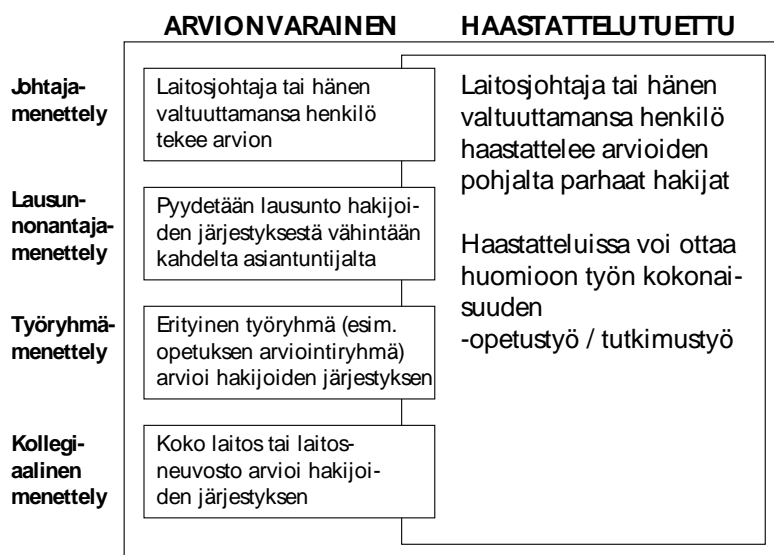 ARVIONVARAINEN
HAASTATTELUTUETTU
Johtaja-
menettely
Laitosjohtaja tai hänen
valtuuttamansa henkilö
tekee arvion
Lausun-
nonantaja-
menettely
Pyydetään lausunto hakijoi-
den järjestyksestä vähintään
kahdelta asiantuntijalta
Työryhmä-
menettely
Erityinen työryhmä (esim.
opetuksen arviointiryhmä)
arvioi hakijoiden järjestyksen
Kollegi-
aalinen
menettely
Koko laitos tai laitos-
neuvosto arvioi hakijoi-
den järjestyksen
Laitosjohtaja tai hänen
valtuuttamansa henkilö
haastattelee arvioiden
pohjalta parhaat hakijat
Haastatteluissa voi ottaa
huomioon työn kokonai-
suuden
-opetustyö / tutkimustyö